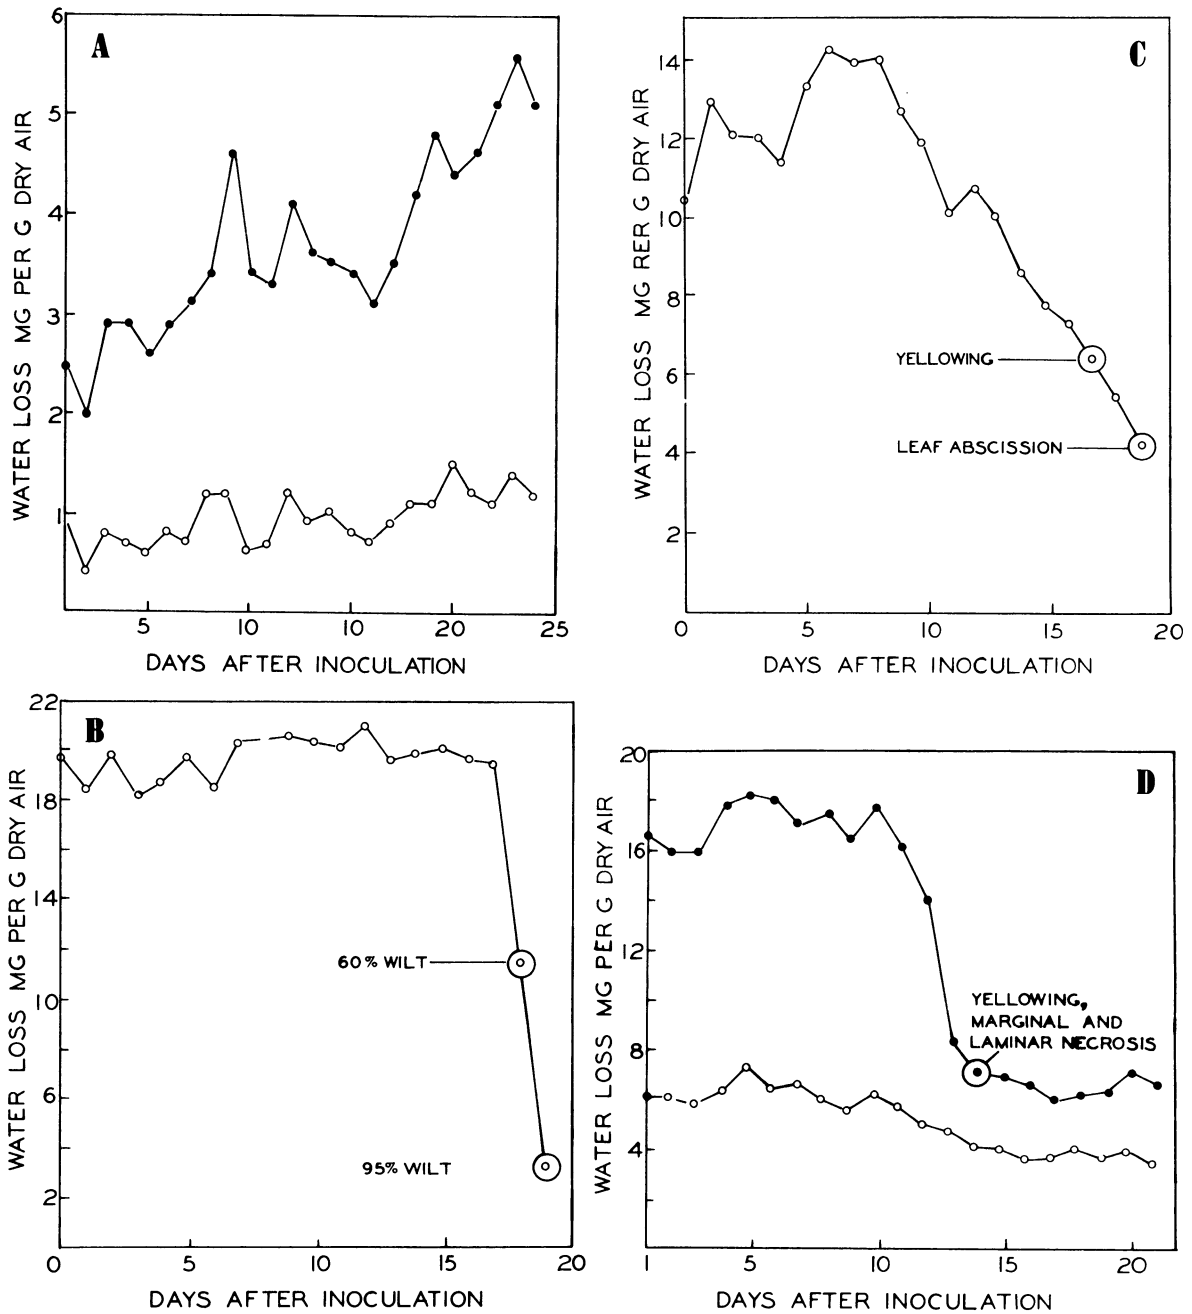 A
6
5
4
3
2
1
WATER LOSS MG PER G DRY AIR
5 10 10 20 25
DAYS AFTER INOCULATION
C
14
12
10
8
6
4
2
WATER LOSS MG RER G DRY AIR
YELLOWING
LEAF ABSCISSION
0 5 10 15 20
DAYS AFTER INOCULATION
B
22
18
14
10
6
2
WATER LOSS MG PER G DRY AIR
60% WILT
95% WILT
0 5 10 15 20
DAYS AFTER INOCULATION
D
20
16
12
8
4
WATER LOSS MG PER G DRY AIR
YELLOWING,
MARGINAL AND
LAMINAR NECROSIS
1 5 10 15 20
DAYS AFTER INOCULATION